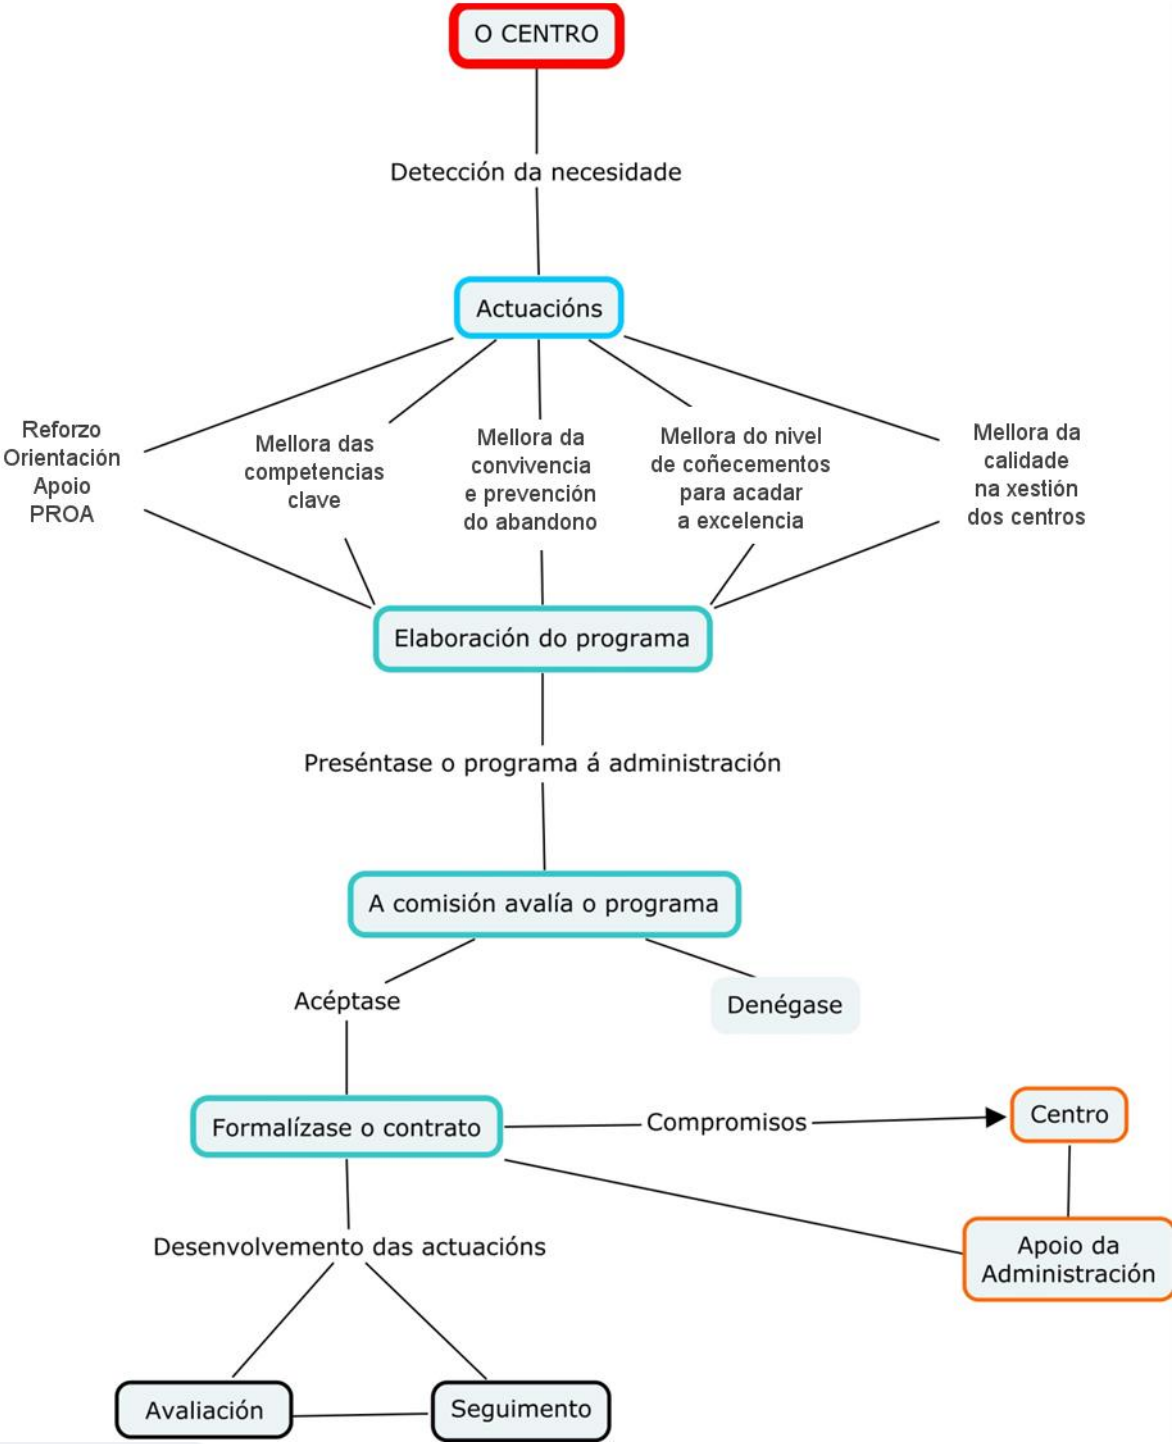 O CENTRO
Detección da necesidade
Actuacións
Reforzo
Orientación
Apoio
PROA
Mellora das
competencias
clave
Mellora da
convivencia
e prevención
do abandono
Mellora do nivel
de coñecementos
para acadar
a excelencia
Mellora da
calidade
na xestión
dos centros
Elaboración do programa
Preséntase o programa á administración
A comisión avalía o programa
Acéptase
Denégase
Formalízase o contrato
Compromisos
Centro
Apoio da
Administración
Desenvolvemento das actuacións
Avaliación
Seguimento